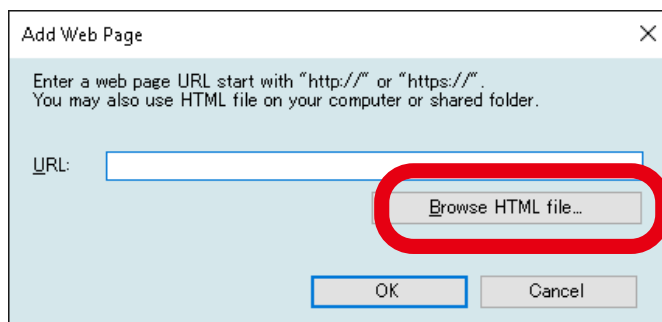 Add Web Page
Enter a web page URL start with "http://" or "https://".
You may also use HTML file on your computer or shared folder.
URL:
Browse HTML file...
OK Cancel